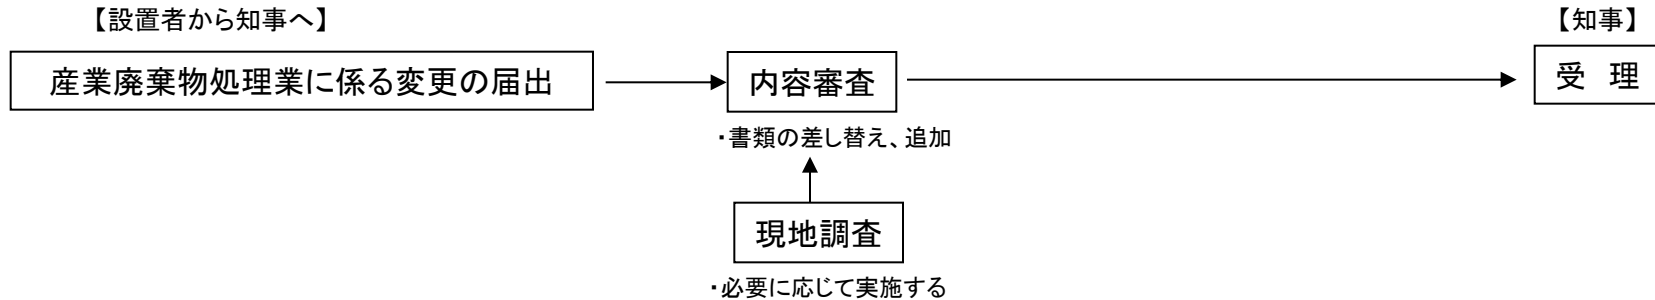 【設置者から知事へ】
【知事】
産業廃棄物処理業に係る変更の届出
内容審査
受　理
・書類の差し替え、追加
現地調査
・必要に応じて実施する